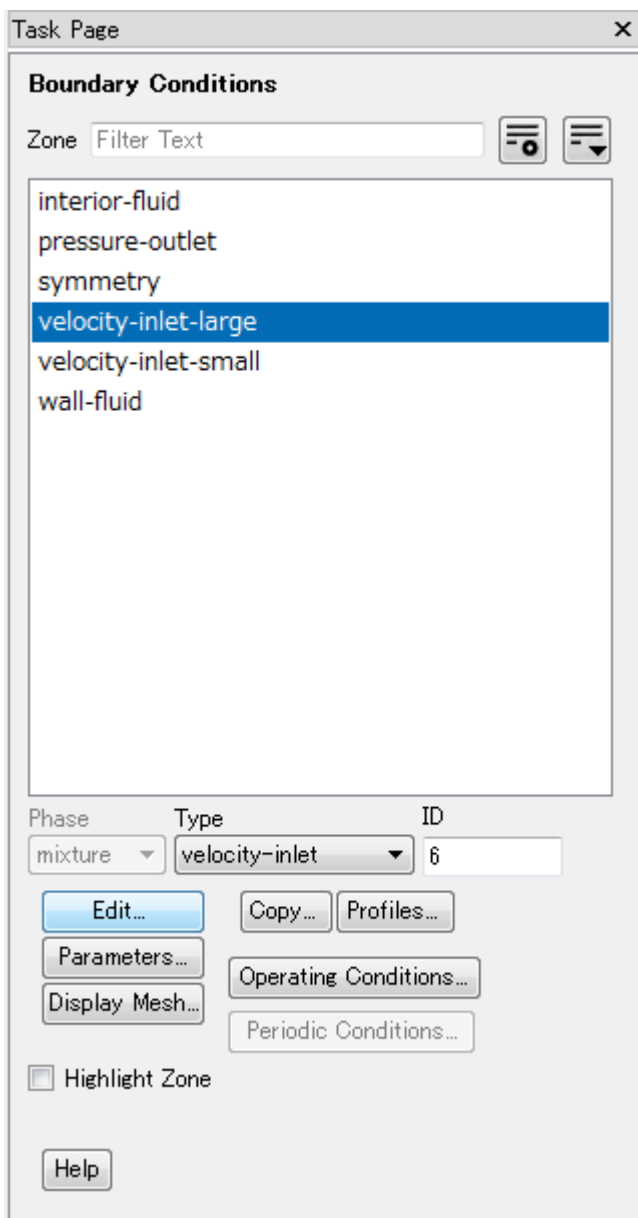 Task Page
Boundary Conditions
Zone Filter Text
interior-fluid
pressure-outlet
symmetry
velocity-inlet-large
velocity-inlet-small
wall-fluid
Phase Type ID
mixture velocity-inlet 6
Edit... Copy... Profiles...
Parameters...
Operating Conditions...
Display Mesh...
Periodic Conditions...
Highlight Zone
Help